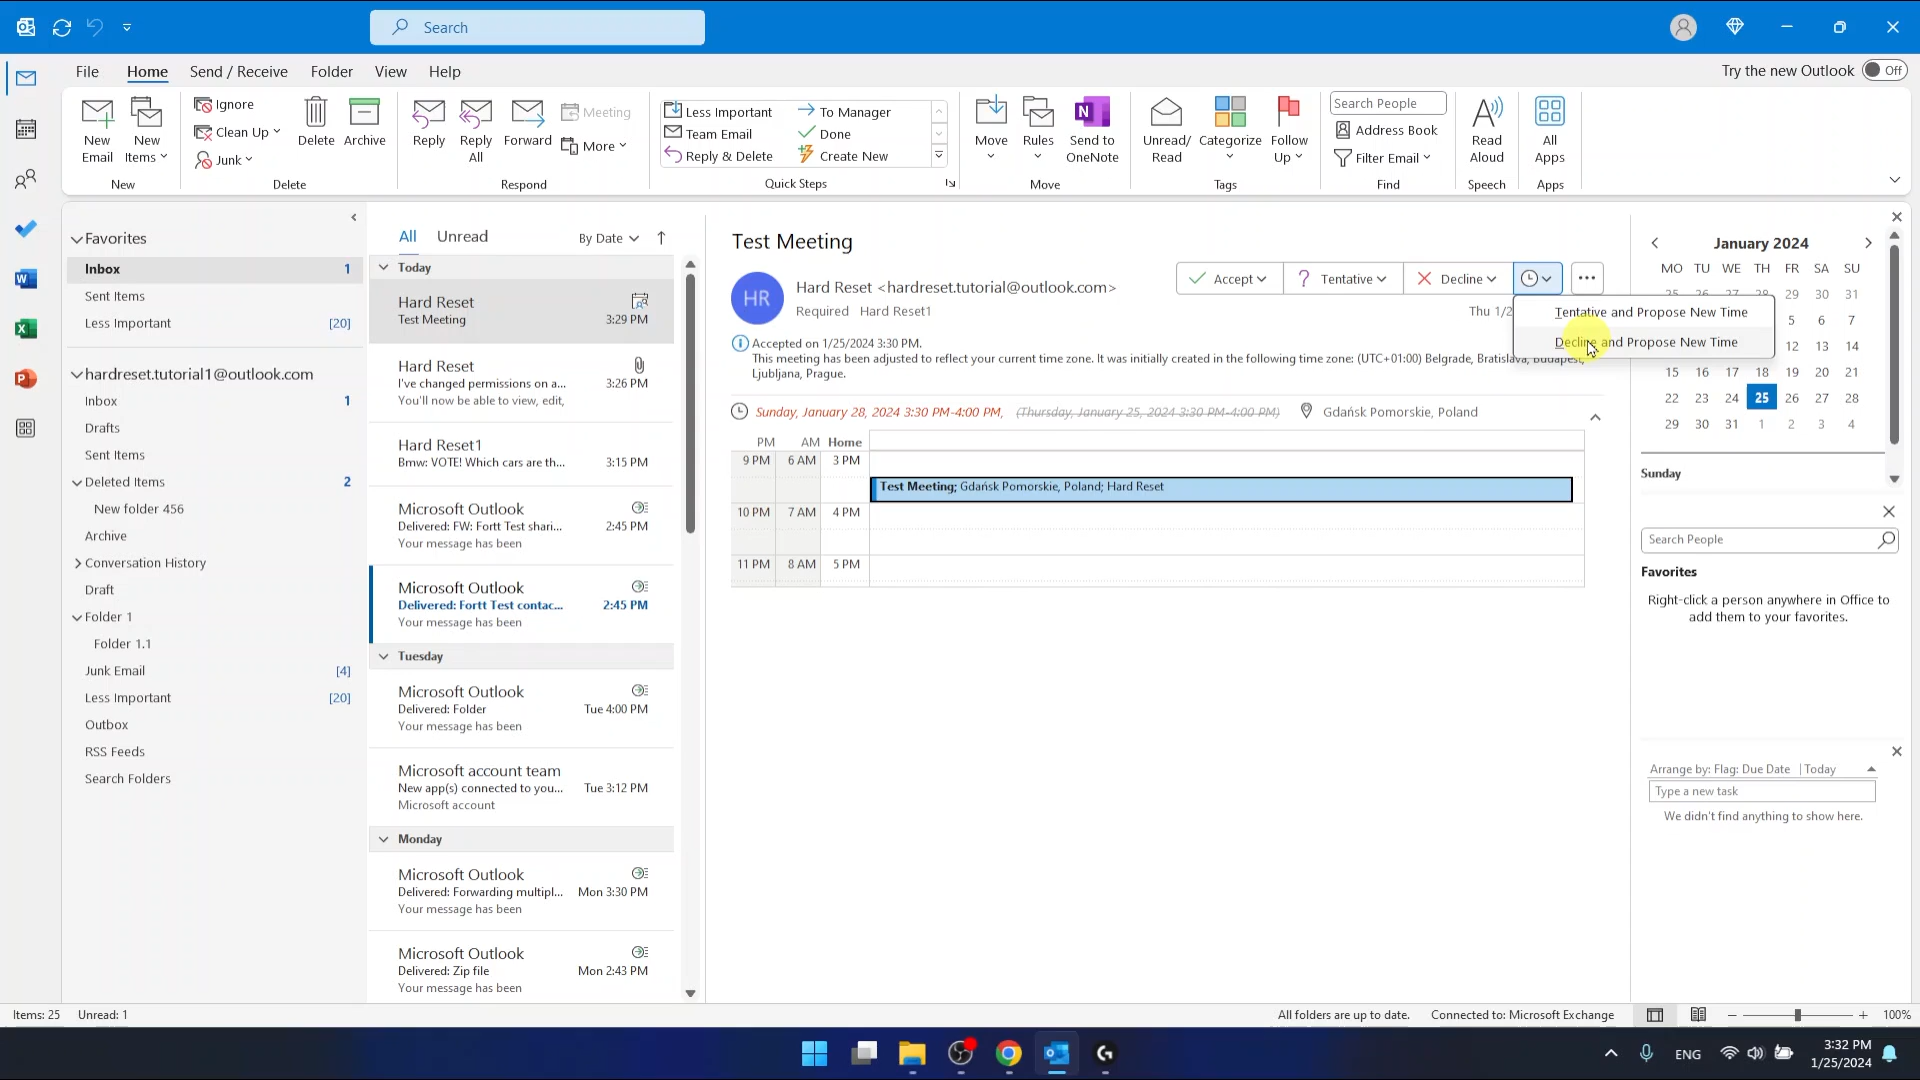 Search
File Home Send / Receive Folder View Help
Try the new Outlook Off
New Email
New Items
New
Ignore
Clean Up
Junk
Delete
Archive
Delete
Reply
Reply All
Forward
Meeting
More
Respond
Less Important
Team Email
Reply & Delete
To Manager
Done
Create New
Quick Steps
Move
Rules
Send to OneNote
Move
Unread/ Read
Categorize
Follow Up
Tags
Search People
Address Book
Filter Email
Find
Read Aloud
Speech
All Apps
Apps
Favorites
Inbox 1
Sent Items
Less Important [20]
hardreset.tutorial1@outlook.com
Inbox 1
Drafts
Sent Items
Deleted Items 2
New folder 456
Archive
Conversation History
Draft
Folder 1
Folder 1.1
Junk Email [4]
Less Important [20]
Outbox
RSS Feeds
Search Folders
All Unread By Date
Today
Hard Reset
Test Meeting 3:29 PM
Hard Reset
I've changed permissions on a... 3:26 PM
You'll now be able to view, edit,
Hard Reset1
Bmw: VOTE! Which cars are th... 3:15 PM
Microsoft Outlook
Delivered: FW: Fortt Test shari... 2:45 PM
Your message has been
Microsoft Outlook
Delivered: Fortt Test contac... 2:45 PM
Your message has been
Tuesday
Microsoft Outlook
Delivered: Folder Tue 4:00 PM
Your message has been
Microsoft account team
New app(s) connected to you... Tue 3:12 PM
Microsoft account
Monday
Microsoft Outlook
Delivered: Forwarding multipl... Mon 3:30 PM
Your message has been
Microsoft Outlook
Delivered: Zip file Mon 2:43 PM
Your message has been
Test Meeting
HR
Hard Reset <hardreset.tutorial@outlook.com>
Required Hard Reset1
Accept Tentative Decline
Thu 1/2
Tentative and Propose New Time
Decline and Propose New Time
Accepted on 1/25/2024 3:30 PM.
This meeting has been adjusted to reflect your current time zone. It was initially created in the following time zone: (UTC+01:00) Belgrade, Bratislava, Budapest,
Ljubljana, Prague.
Sunday, January 28, 2024 3:30 PM-4:00 PM, (Thursday, January 25, 2024 3:30 PM-4:00 PM) Gdańsk Pomorskie, Poland
PM AM Home
9 PM 6 AM 3 PM
Test Meeting; Gdańsk Pomorskie, Poland; Hard Reset
10 PM 7 AM 4 PM
11 PM 8 AM 5 PM
January 2024
MO TU WE TH FR SA SU
29 30 31
5 6 7
12 13 14
15 16 17 18 19 20 21
22 23 24 25 26 27 28
29 30 31 1 2 3 4
Sunday
Search People
Favorites
Right-click a person anywhere in Office to
add them to your favorites.
Arrange by: Flag: Due Date | Today
Type a new task
We didn't find anything to show here.
Items: 25 Unread: 1
All folders are up to date. Connected to: Microsoft Exchange 100%
ENG
3:32 PM
1/25/2024